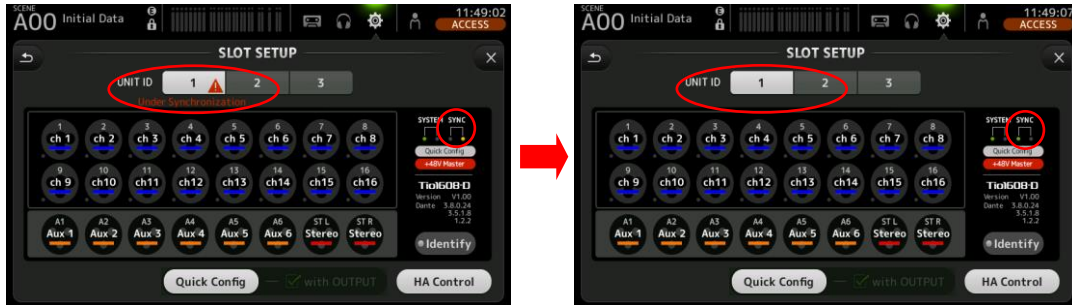 SCENE
A00 Initial Data
E
11:49:02
ACCESS
SLOT SETUP
UNIT ID 1 2 3
Under Synchronization
1 2 3 4 5 6 7 8
ch 1 ch 2 ch 3 ch 4 ch 5 ch 6 ch 7 ch 8
9 10 11 12 13 14 15 16
ch 9 ch10 ch11 ch12 ch13 ch14 ch15 ch16
A1 A2 A3 A4 A5 A6 ST L ST R
Aux 1 Aux 2 Aux 3 Aux 4 Aux 5 Aux 6 Stereo Stereo
SYSTEM SYNC
Quick Config
+48V Master
Tio1608-D
Version V1.00
Dante 3.8.0.24
3.5.1.8
1.2.2
Identify
Quick Config with OUTPUT HA Control
SCENE
A00 Initial Data
E
11:49:07
ACCESS
SLOT SETUP
UNIT ID 1 2 3
1 2 3 4 5 6 7 8
ch 1 ch 2 ch 3 ch 4 ch 5 ch 6 ch 7 ch 8
9 10 11 12 13 14 15 16
ch 9 ch10 ch11 ch12 ch13 ch14 ch15 ch16
A1 A2 A3 A4 A5 A6 ST L ST R
Aux 1 Aux 2 Aux 3 Aux 4 Aux 5 Aux 6 Stereo Stereo
SYSTEM SYNC
Quick Config
+48V Master
Tio1608-D
Version V1.00
Dante 3.8.0.24
3.5.1.8
1.2.2
Identify
Quick Config with OUTPUT HA Control